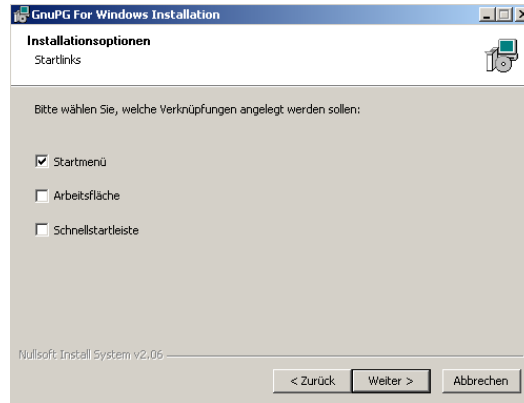 GnuPG For Windows Installation
Installationsoptionen
Startlinks
Bitte wählen Sie, welche Verknüpfungen angelegt werden sollen:
Startmenü
Arbeitsfläche
Schnellstartleiste
Nullsoft Install System v2.06
< Zurück Weiter > Abbrechen